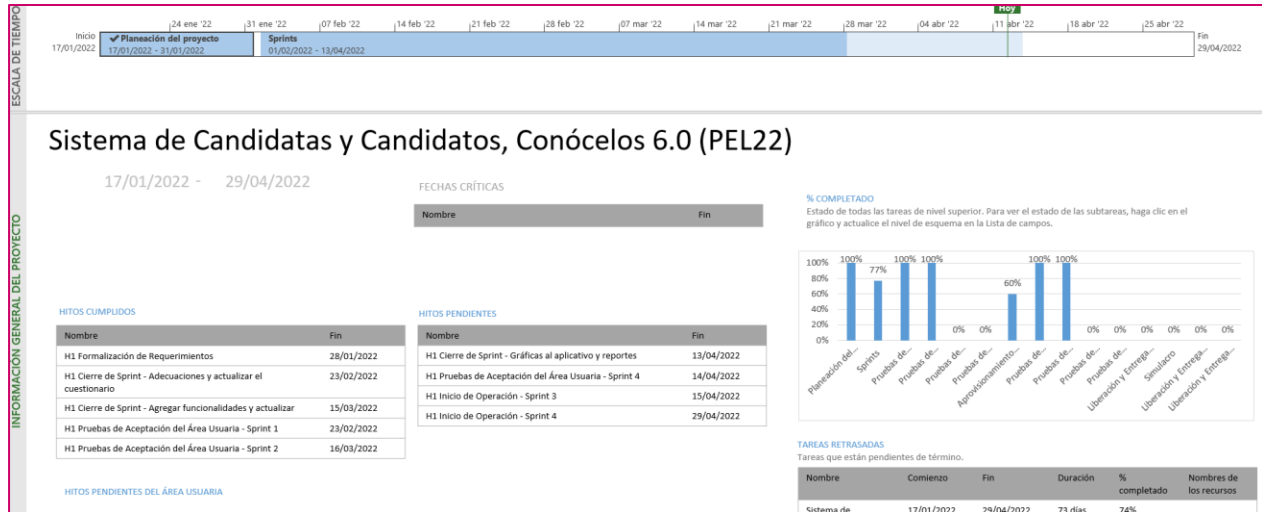 ESCALA DE TIEMPO
Hoy
24 ene '22
31 ene '22
07 feb '22
14 feb '22
21 feb '22
28 feb '22
07 mar '22
14 mar '22
21 mar '22
28 mar '22
04 abr '22
11 abr '22
18 abr '22
25 abr '22
Inicio
17/01/2022
✔Planeación del proyecto
17/01/2022 - 31/01/2022
Sprints
01/02/2022 - 13/04/2022
Fin
29/04/2022
INFORMACIÓN GENERAL DEL PROYECTO
Sistema de Candidatas y Candidatos, Conócelos 6.0 (PEL22)
17/01/2022 - 29/04/2022
FECHAS CRÍTICAS
Nombre Fin
HITOS CUMPLIDOS
Nombre Fin
H1 Formalización de Requerimientos 28/01/2022
H1 Cierre de Sprint - Adecuaciones y actualizar el 23/02/2022
cuestionario
H1 Cierre de Sprint - Agregar funcionalidades y actualizar 15/03/2022
H1 Pruebas de Aceptación del Área Usuaria - Sprint 1 23/02/2022
H1 Pruebas de Aceptación del Área Usuaria - Sprint 2 16/03/2022
HITOS PENDIENTES
Nombre Fin
H1 Cierre de Sprint - Gráficas al aplicativo y reportes 13/04/2022
H1 Pruebas de Aceptación del Área Usuaria - Sprint 4 14/04/2022
H1 Inicio de Operación - Sprint 3 15/04/2022
H1 Inicio de Operación - Sprint 4 29/04/2022
HITOS PENDIENTES DEL ÁREA USUARIA
% COMPLETADO
Estado de todas las tareas de nivel superior. Para ver el estado de las subtareas, haga clic en el
gráfico y actualice el nivel de esquema en la Lista de campos.
100%
80%
60%
40%
20%
0%
100%
77%
100%
100%
0%
0%
60%
100%
100%
0%
0%
0%
0%
0%
0%
Planeación del...
Sprints
Pruebas de...
Pruebas de...
Pruebas de...
Pruebas de...
Aprovisionamiento...
Pruebas de...
Pruebas de...
Pruebas de...
Pruebas de...
Liberación y Entrega...
Simulacro
Liberación y Entrega...
Liberación y Entrega...
TAREAS RETRASADAS
Tareas que están pendientes de término.
Nombre Comienzo Fin Duración % Nombres de
completado los recursos
Sistema de 17/01/2022 29/04/2022 73 días 74%